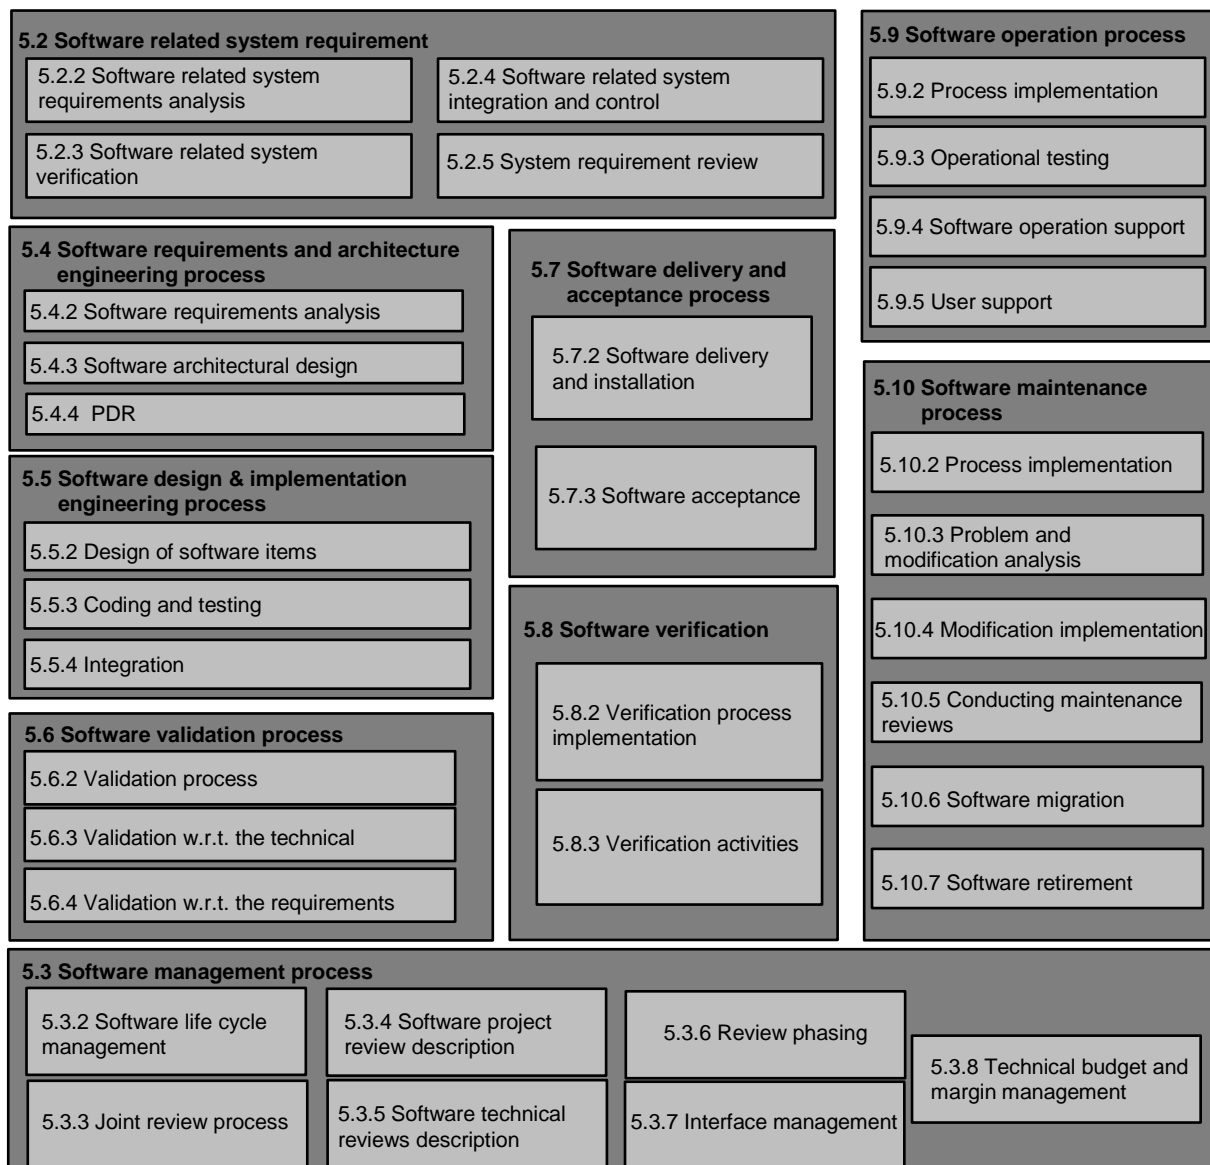 5.2 Software related system requirement
5.2.2 Software related system
requirements analysis
5.2.4 Software related system
integration and control
5.2.3 Software related system
verification
5.2.5 System requirement review
5.4 Software requirements and architecture
engineering process
5.4.2 Software requirements analysis
5.4.3 Software architectural design
5.4.4 PDR
5.5 Software design & implementation
engineering process
5.5.2 Design of software items
5.5.3 Coding and testing
5.5.4 Integration
5.6 Software validation process
5.6.2 Validation process
5.6.3 Validation w.r.t. the technical
5.6.4 Validation w.r.t. the requirements
5.7 Software delivery and
acceptance process
5.7.2 Software delivery
and installation
5.7.3 Software acceptance
5.8 Software verification
5.8.2 Verification process
implementation
5.8.3 Verification activities
5.9 Software operation process
5.9.2 Process implementation
5.9.3 Operational testing
5.9.4 Software operation support
5.9.5 User support
5.10 Software maintenance
process
5.10.2 Process implementation
5.10.3 Problem and
modification analysis
5.10.4 Modification implementation
5.10.5 Conducting maintenance
reviews
5.10.6 Software migration
5.10.7 Software retirement
5.3 Software management process
5.3.2 Software life cycle
management
5.3.4 Software project
review description
5.3.6 Review phasing
5.3.8 Technical budget and
margin management
5.3.3 Joint review process
5.3.5 Software technical
reviews description
5.3.7 Interface management